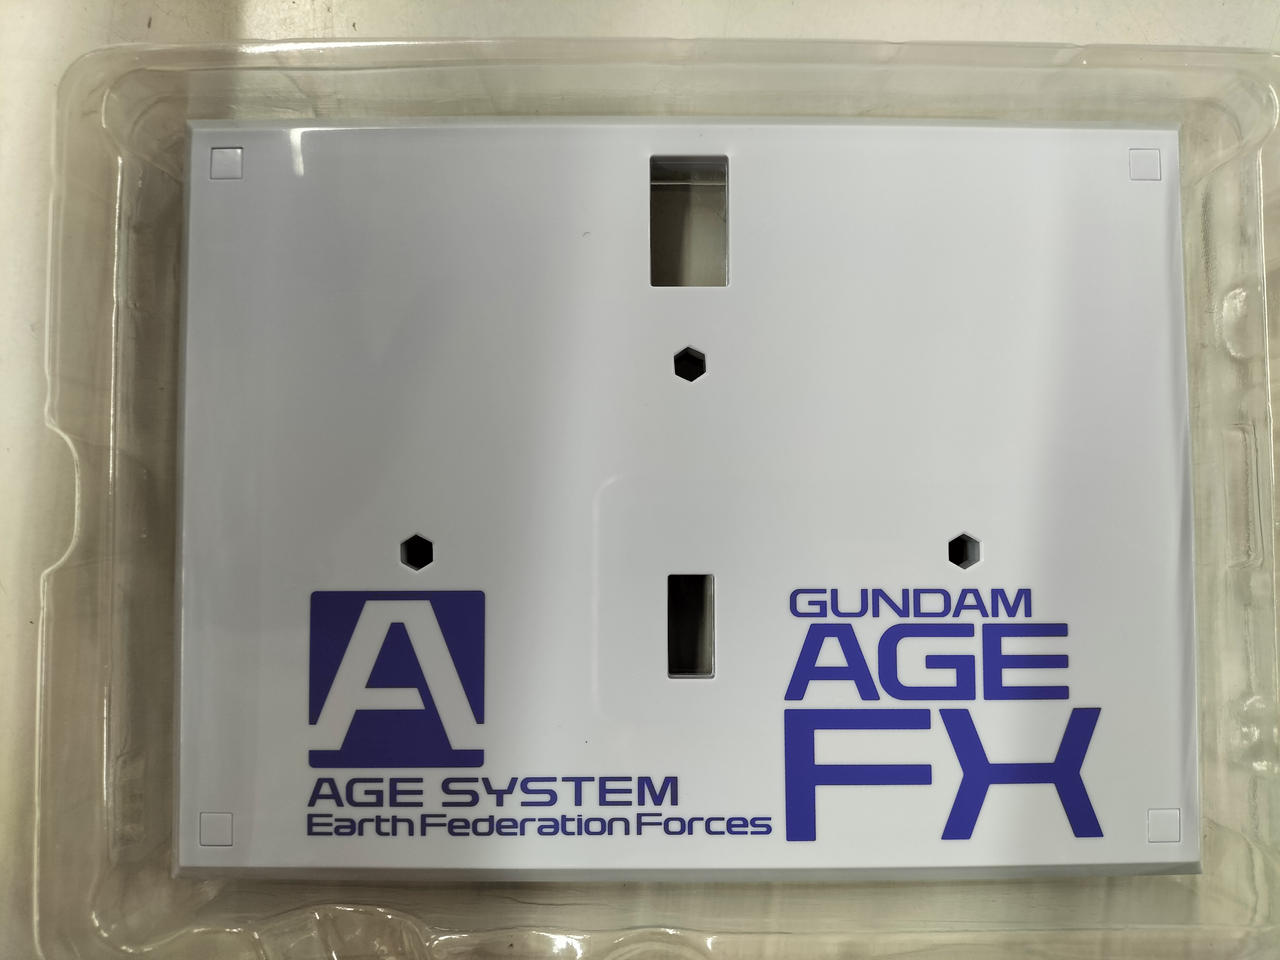 A
AGE SYSTEM
Earth Federation Forces
GUNDAM
AGE
FX